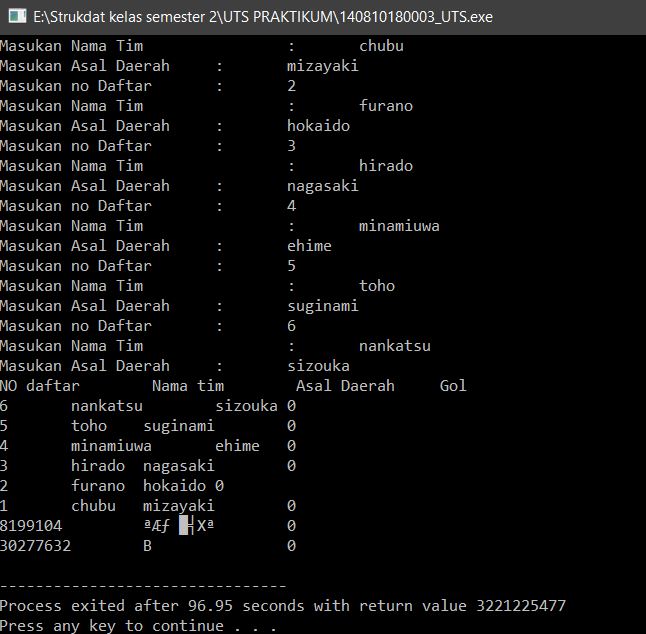 E:\Strukdat kelas semester 2\UTS PRAKTIKUM\140810180003_UTS.exe
Masukan Nama Tim : chubu
Masukan Asal Daerah : mizayaki
Masukan no Daftar : 2
Masukan Nama Tim : furano
Masukan Asal Daerah : hokaido
Masukan no Daftar : 3
Masukan Nama Tim : hirado
Masukan Asal Daerah : nagasaki
Masukan no Daftar : 4
Masukan Nama Tim : minamiuwa
Masukan Asal Daerah : ehime
Masukan no Daftar : 5
Masukan Nama Tim : toho
Masukan Asal Daerah : suginami
Masukan no Daftar : 6
Masukan Nama Tim : nankatsu
Masukan Asal Daerah : sizouka
NO daftar Nama tim Asal Daerah Gol
6 nankatsu sizouka 0
5 toho suginami 0
4 minamiuwa ehime 0
3 hirado nagasaki 0
2 furano hokaido 0
1 chubu mizayaki 0
8199104 ªÆƒ █┤Xª 0
30277632 B 0
--------------------------------
Process exited after 96.95 seconds with return value 3221225477
Press any key to continue . . .